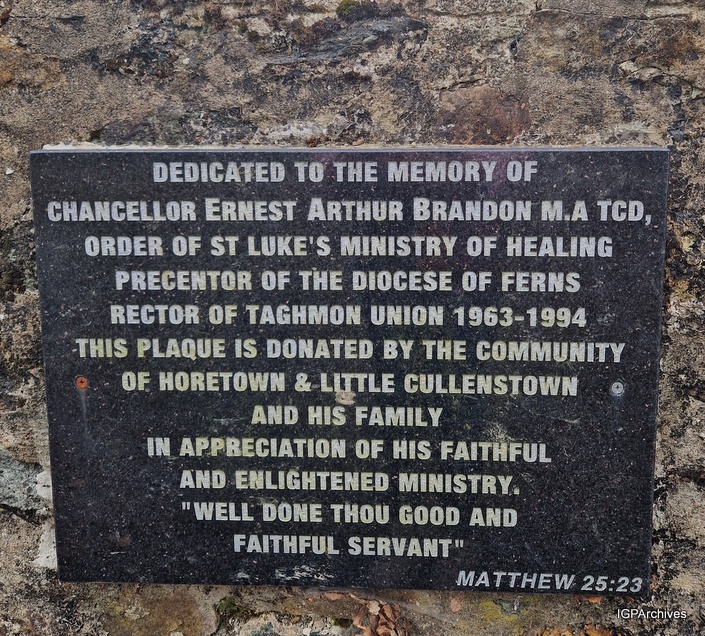 DEDICATED TO THE MEMORY OF
CHANCELLOR ERNEST ARTHUR BRANDON M.A TCD,
ORDER OF ST LUKE'S MINISTRY OF HEALING
PRECENTOR OF THE DIOCESE OF FERNS
RECTOR OF TAGHMON UNION 1963-1994
THIS PLAQUE IS DONATED BY THE COMMUNITY
OF HORETOWN & LITTLE CULLENSTOWN
AND HIS FAMILY
IN APPRECIATION OF HIS FAITHFUL
AND ENLIGHTENED MINISTRY.
"WELL DONE THOU GOOD AND
FAITHFUL SERVANT"
MATTHEW 25:23
IGPArchives